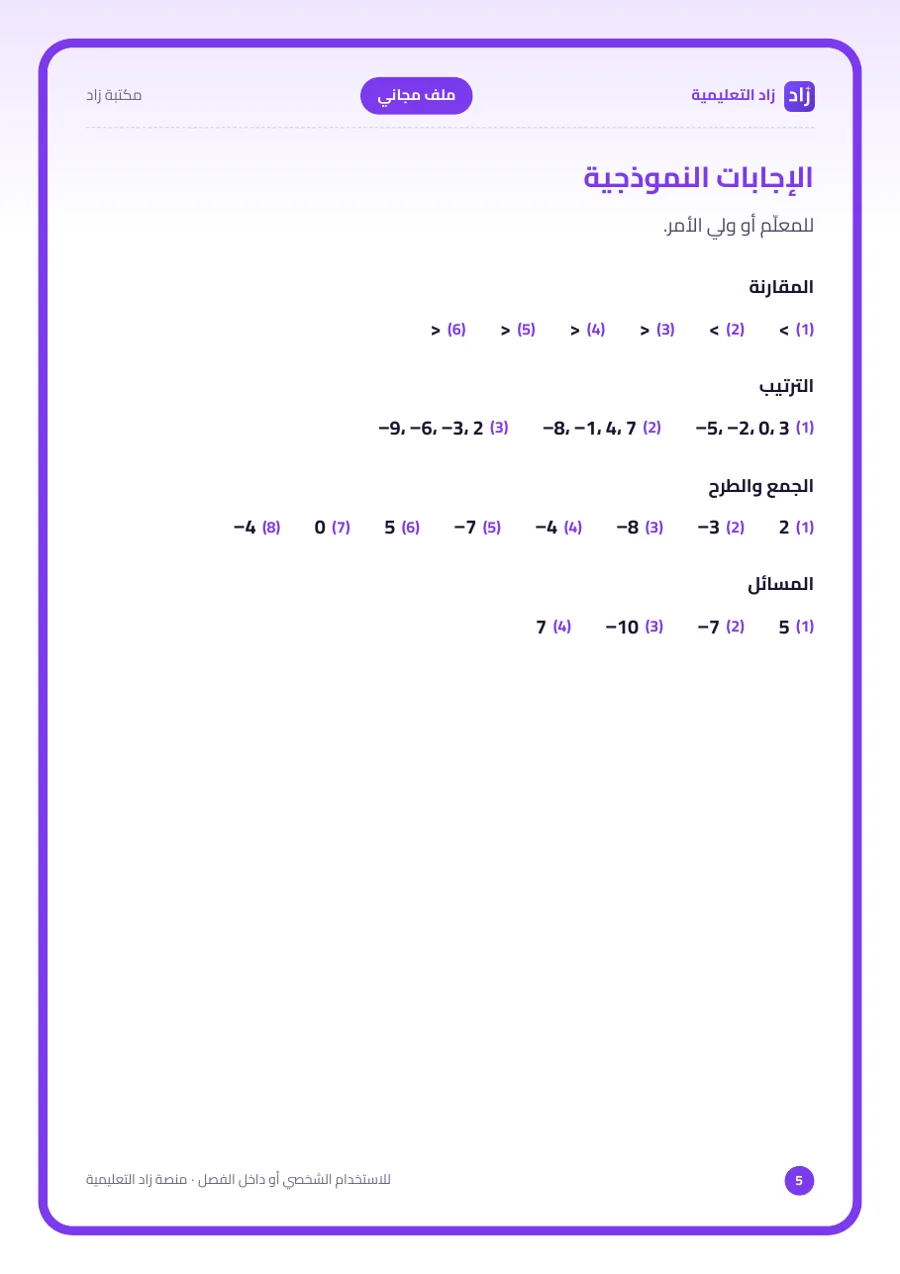 زاد زاد التعليمية
ملف مجاني
مكتبة زاد
الإجابات النموذجية
للمعلّم أو ولي الأمر.
المقارنة
(1) < (2) < (3) > (4) > (5) > (6) >
الترتيب
(1) −5، −2، 0، 3 (2) −8، −1، 4، 7 (3) −9، −6، −3، 2
الجمع والطرح
(1) 2 (2) −3 (3) −8 (4) −4 (5) −7 (6) 5 (7) 0 (8) −4
المسائل
(1) 5 (2) −7 (3) −10 (4) 7
5
للاستخدام الشخصي أو داخل الفصل · منصة زاد التعليمية